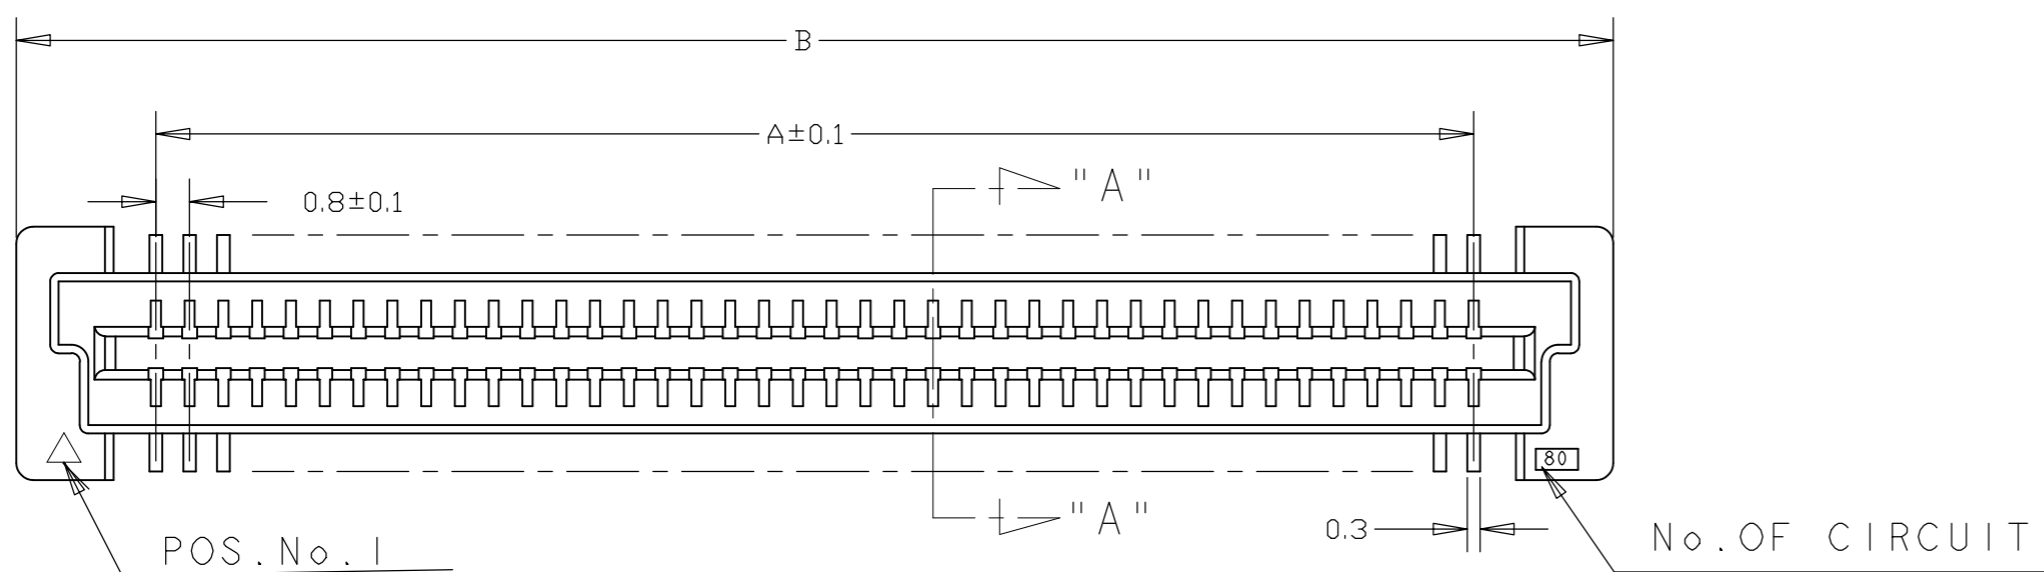 B
A±0.1
0.8±0.1
"A"
80
"A"
0.3
POS.No.1
No.OF CIRCUIT